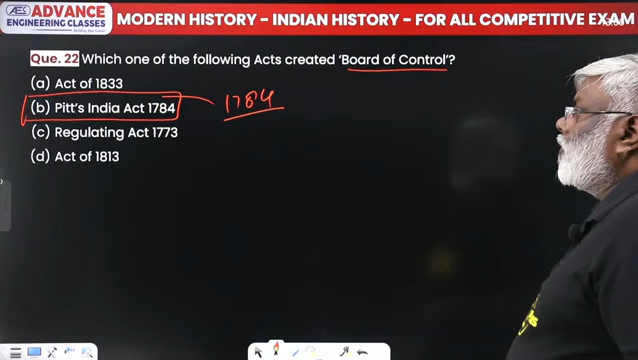 AES ADVANCE
ENGINEERING CLASSES
MODERN HISTORY - INDIAN HISTORY - FOR ALL COMPETITIVE EXAM
Que. 22 Which one of the following Acts created ‘Board of Control’?
(a) Act of 1833
(b) Pitt’s India Act 1784
1784
(c) Regulating Act 1773
(d) Act of 1813